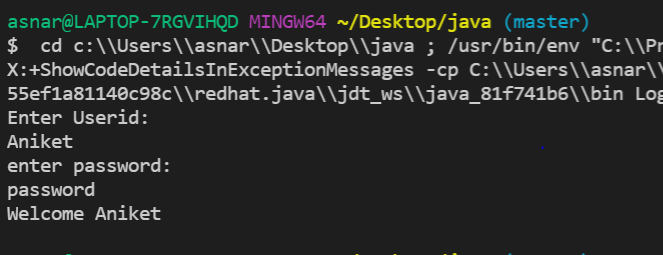 asnar@LAPTOP-7RGVIHQD MINGW64 ~/Desktop/java (master)
$  cd c:\\Users\\asnar\\Desktop\\java ; /usr/bin/env "C:\\Pr
X:+ShowCodeDetailsInExceptionMessages -cp C:\\Users\\asnar\\
55ef1a81140c98c\\redhat.java\\jdt_ws\\java_81f741b6\\bin Log
Enter Userid:
Aniket
enter password:
password
Welcome Aniket